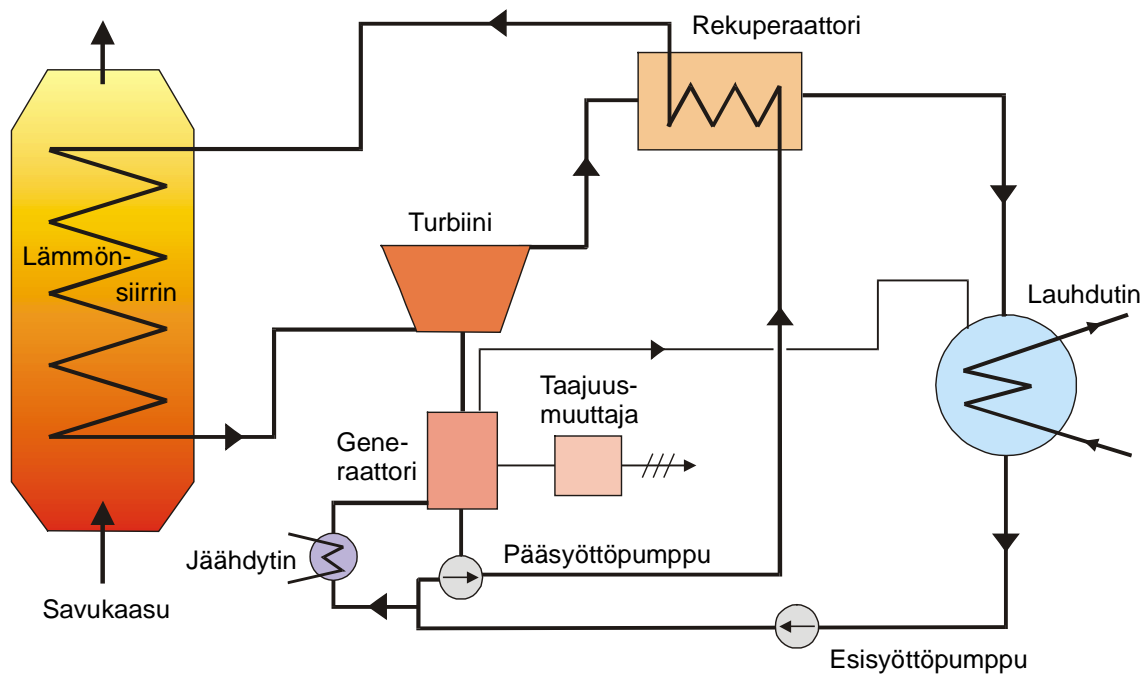 Rekuperaattori
Turbiini
Lämmön-
siirrin
Lauhdutin
Taajuus-
muuttaja
Gene-
raattori
Jäähdytin
Pääsyöttöpumppu
Savukaasu
Esisyöttöpumppu